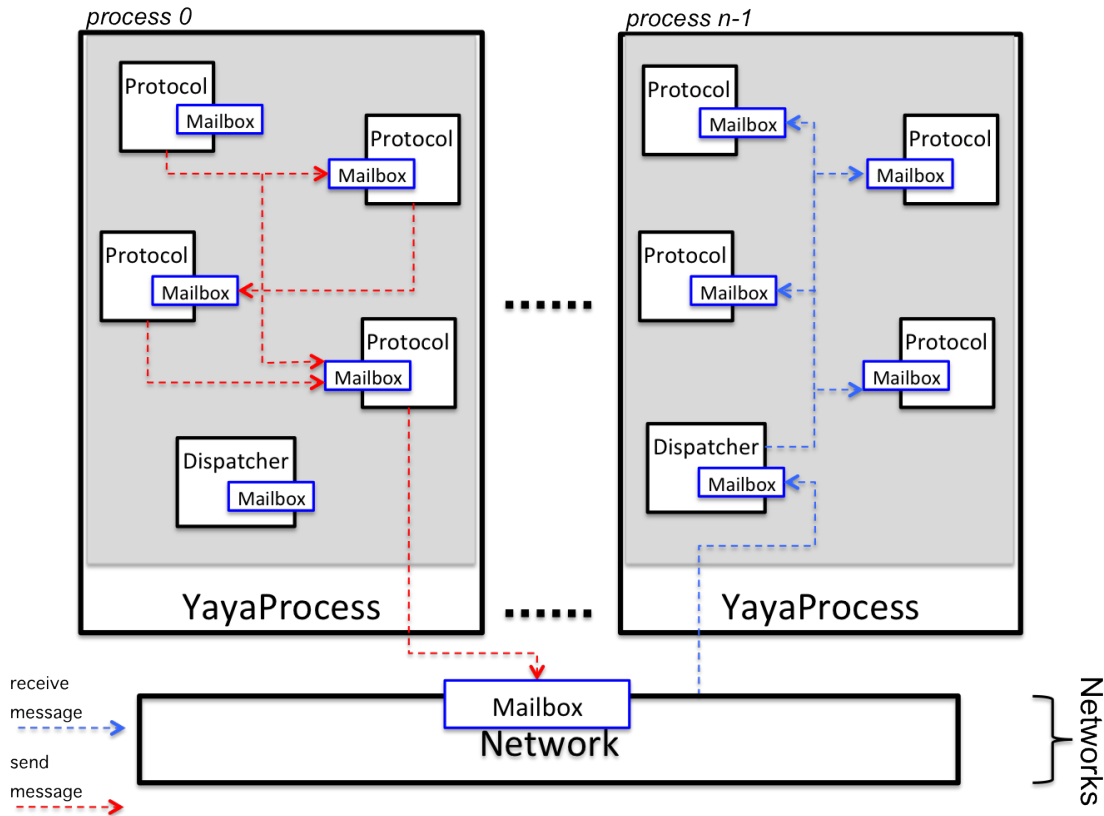 process 0
process n-1
Protocol
Mailbox
Protocol
Mailbox
Protocol
Mailbox
Protocol
Mailbox
Dispatcher
Mailbox
YayaProcess
......
......
Protocol
Mailbox
Protocol
Mailbox
Protocol
Mailbox
Protocol
Mailbox
Dispatcher
Mailbox
YayaProcess
receive
message
send
message
Mailbox
Network
Networks